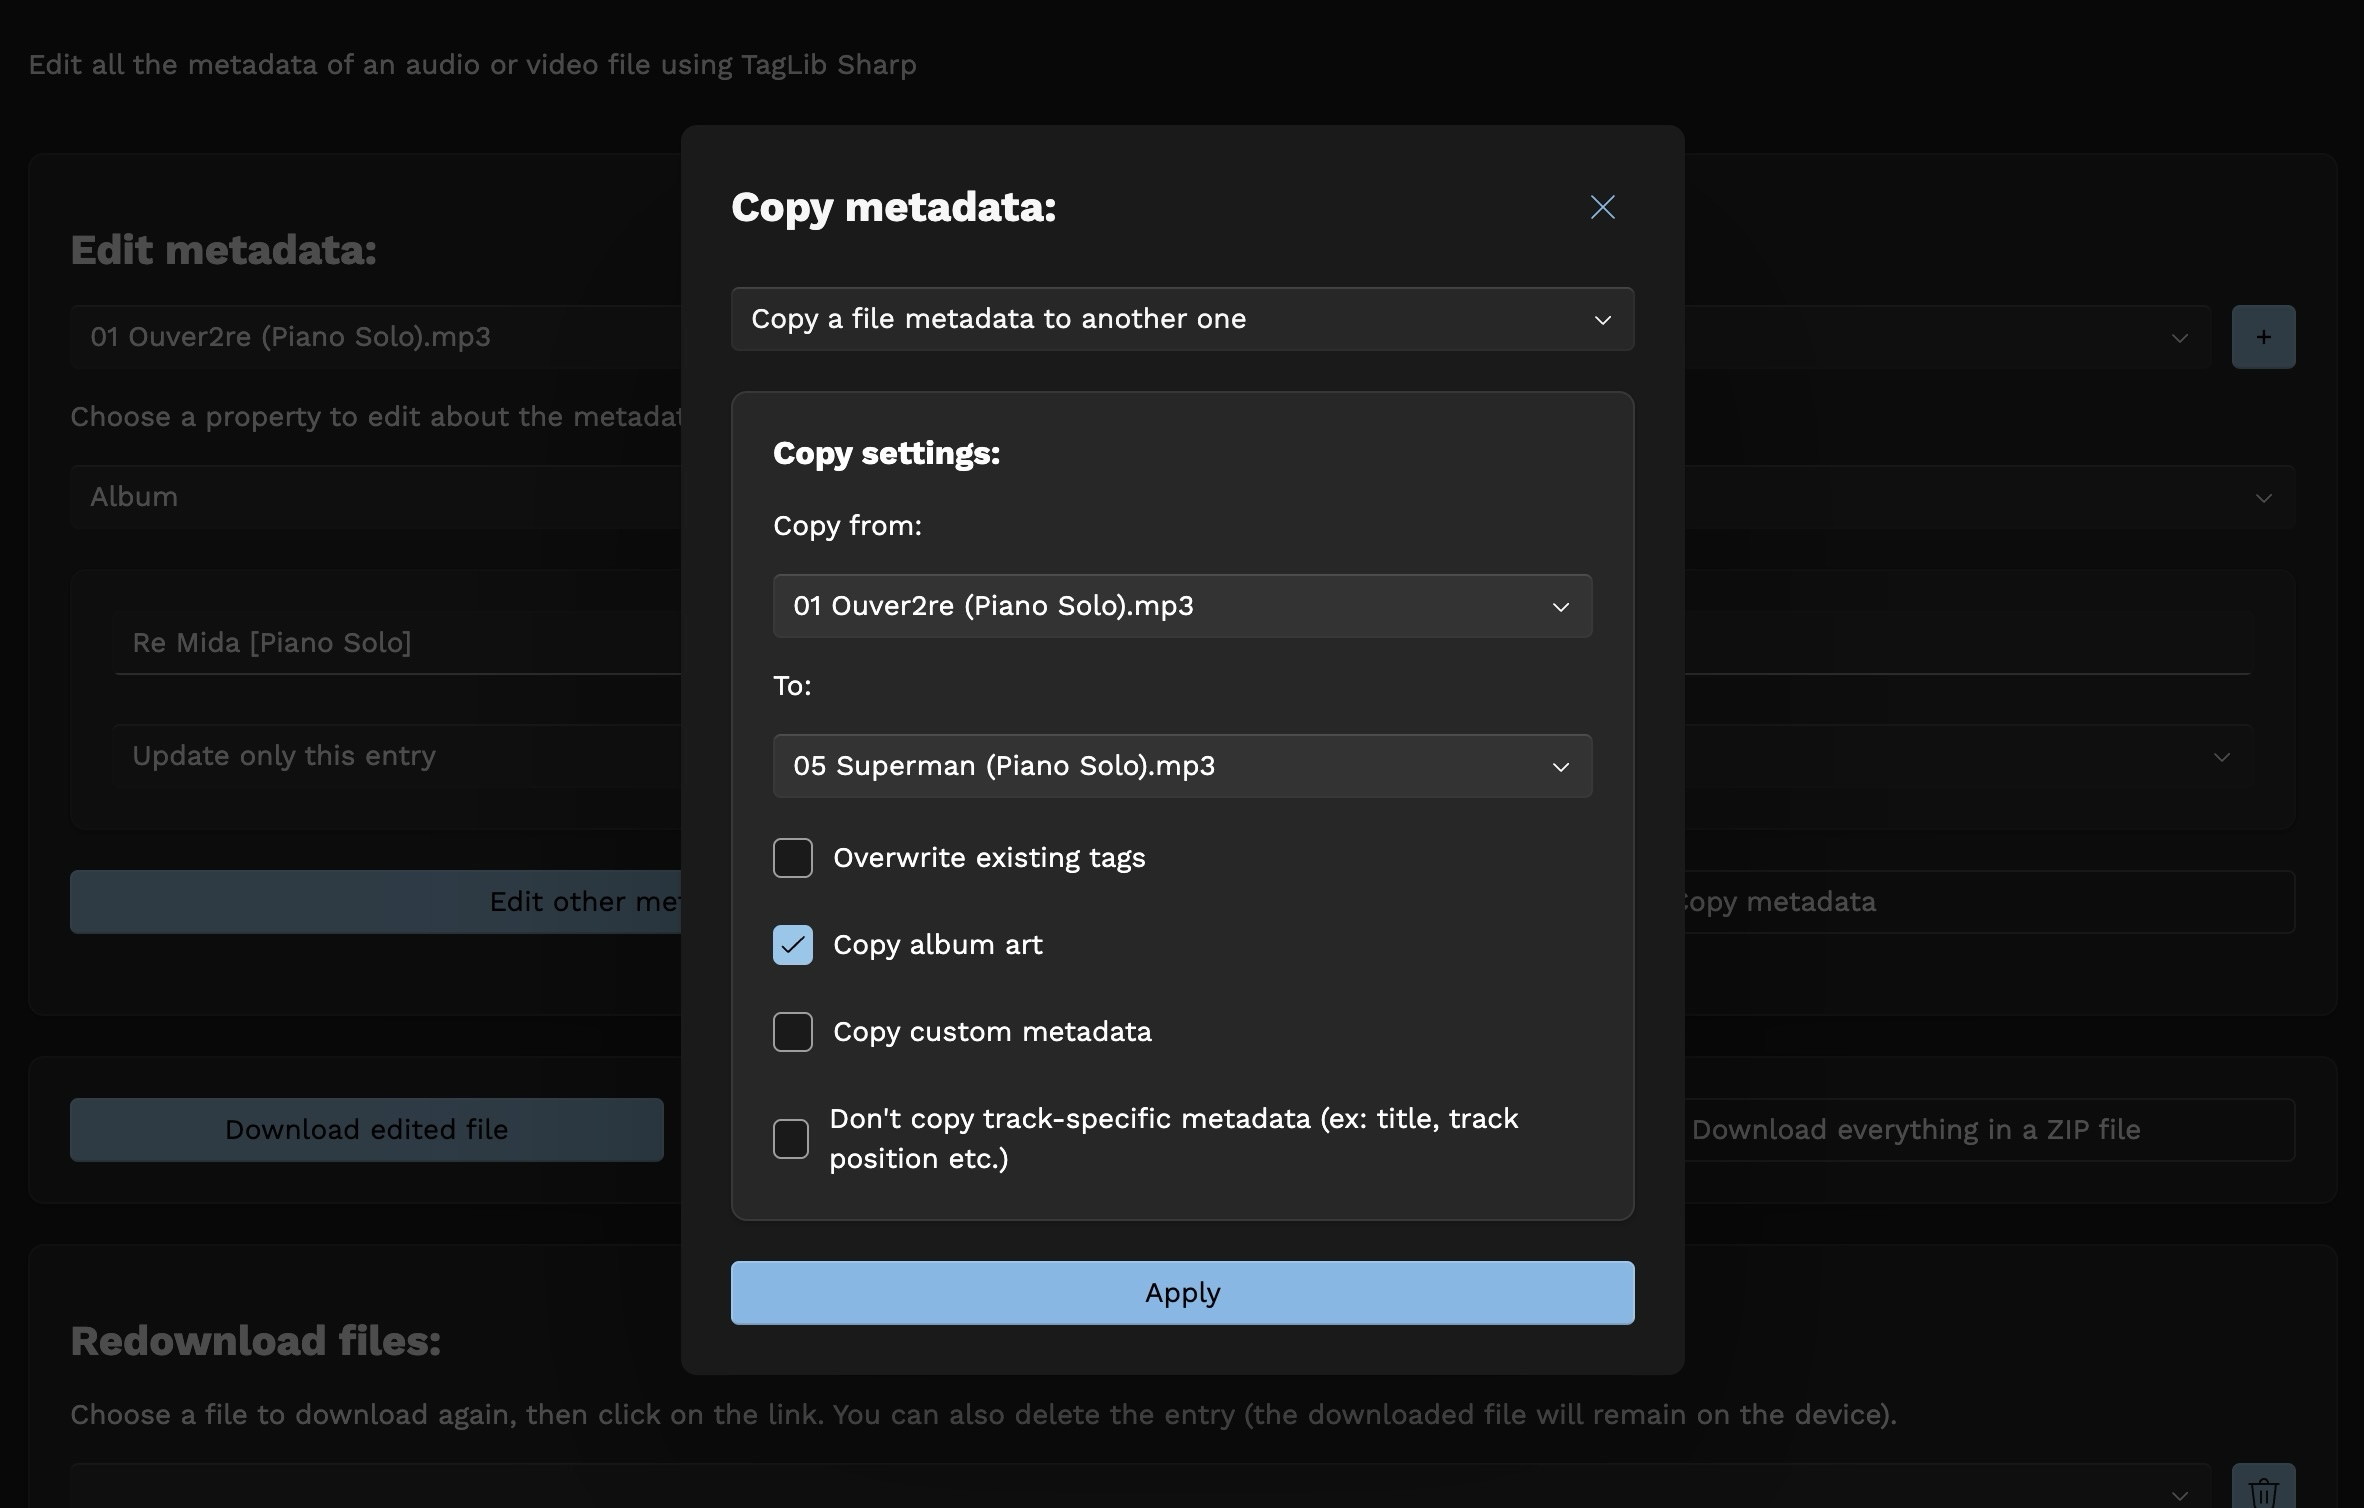 Edit all the metadata of an audio or video file using TagLib Sharp
Edit metadata:
01 Ouver2re (Piano Solo).mp3
+
Choose a property to edit about the
Album
Re Mida [Piano Solo]
Update only this entry
Edit other
Copy metadata
Download edited file
Download everything in a ZIP file
Redownload files:
Choose a file to download again, then click on the link. You can also delete the entry (the downloaded file will remain on the device).
Copy metadata:
Copy a file metadata to another one
Copy settings:
Copy from:
01 Ouver2re (Piano Solo).mp3
To:
05 Superman (Piano Solo).mp3
Overwrite existing tags
Copy album art
Copy custom metadata
Don't copy track-specific metadata (ex: title, track
position etc.)
Apply